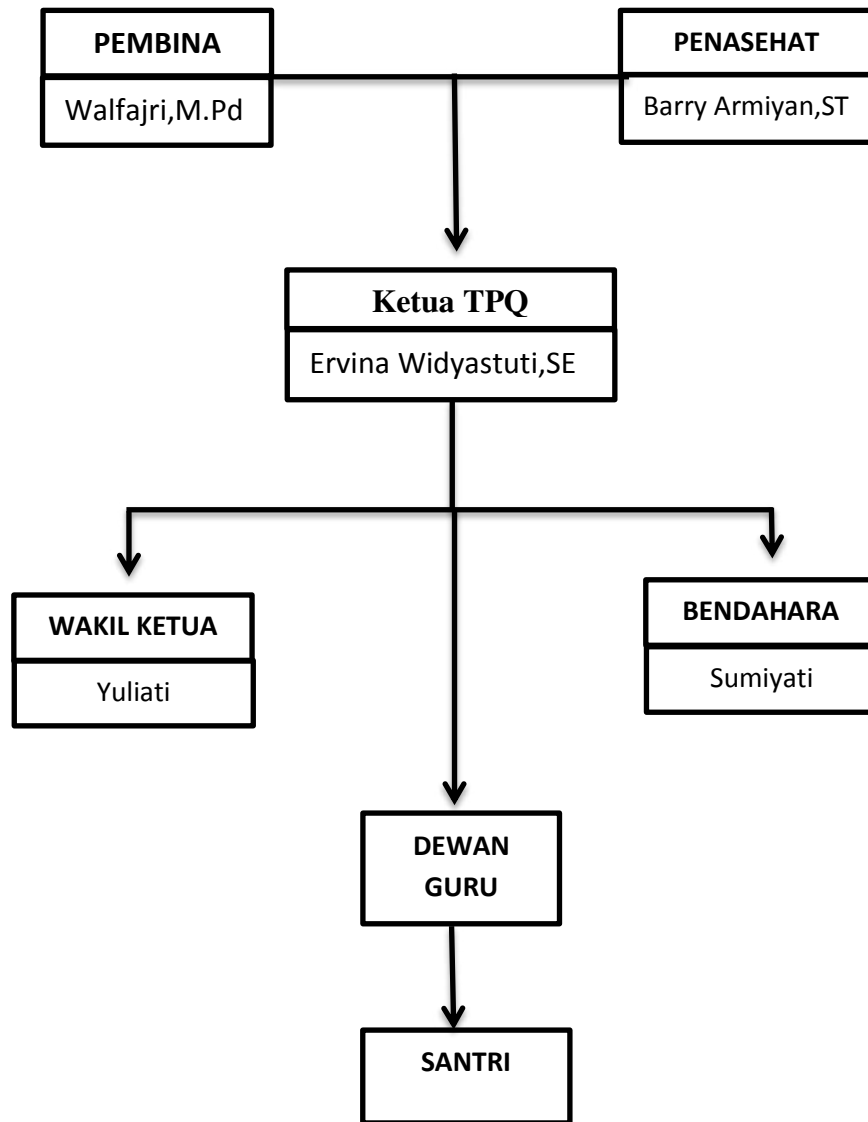 PEMBINA
Walfajri,M.Pd
PENASEHAT
Barry Armiyan,ST
Ketua TPQ
Ervina Widyastuti,SE
WAKIL KETUA
Yuliati
BENDAHARA
Sumiyati
DEWAN
GURU
SANTRI